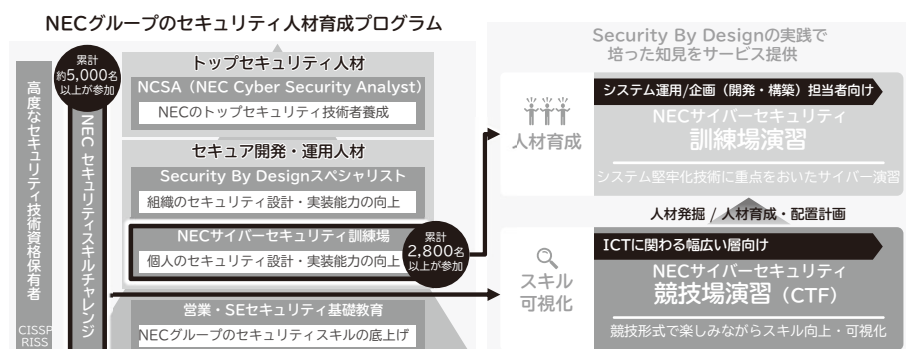 NECグループのセキュリティ人材育成プログラム
高度なセキュリティ技術資格保有者
CISSP
RISS
累計
約5,000名
以上が参加
NEC セキュリティスキルチャレンジ
トップセキュリティ人材
NCSA（NEC Cyber Security Analyst）
NECのトップセキュリティ技術者養成
セキュア開発・運用人材
Security By Designスペシャリスト
組織のセキュリティ設計・実装能力の向上
NECサイバーセキュリティ訓練場
個人のセキュリティ設計・実装能力の向上
累計
2,800名
以上が参加
営業・SEセキュリティ基礎教育
NECグループのセキュリティスキルの底上げ
Security By Designの実践で
培った知見をサービス提供
人材育成
システム運用/企画（開発・構築）担当者向け
NECサイバーセキュリティ
訓練場演習
システム堅牢化技術に重点をおいたサイバー演習
人材発掘 / 人材育成・配置計画
スキル
可視化
ICTに関わる幅広い層向け
NECサイバーセキュリティ
競技場演習（CTF）
競技形式で楽しみながらスキル向上・可視化